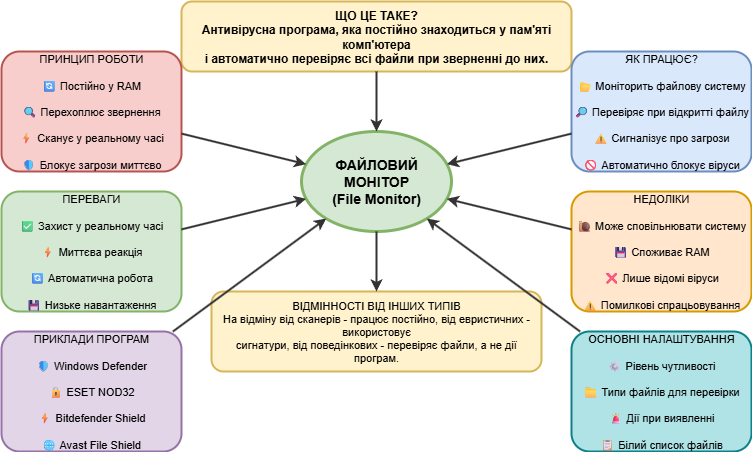 ЩО ЦЕ ТАКЕ?
Антивірусна програма, яка постійно знаходиться у пам'яті
комп'ютера
і автоматично перевіряє всі файли при зверненні до них.
ПРИНЦИП РОБОТИ
Постійно у RAM
Перехоплює звернення
Сканує у реальному часі
Блокує загрози миттєво
ЯК ПРАЦЮЄ?
Моніторить файлову систему
Перевіряє при відкритті файлу
Сигналізує про загрози
Автоматично блокує віруси
ФАЙЛОВИЙ
МОНІТОР
(File Monitor)
ПЕРЕВАГИ
Захист у реальному часі
Миттєва реакція
Автоматична робота
Низьке навантаження
НЕДОЛІКИ
Може сповільнювати систему
Споживає RAM
Лише відомі віруси
Помилкові спрацьовування
ВІДМІННОСТІ ВІД ІНШИХ ТИПІВ
На відміну від сканерів - працює постійно, від евристичних -
використовує
сигнатури, від поведінкових - перевіряє файли, а не дії
програм.
ПРИКЛАДИ ПРОГРАМ
Windows Defender
ESET NOD32
Bitdefender Shield
Avast File Shield
ОСНОВНІ НАЛАШТУВАННЯ
Рівень чутливості
Типи файлів для перевірки
Дії при виявленні
Білий список файлів